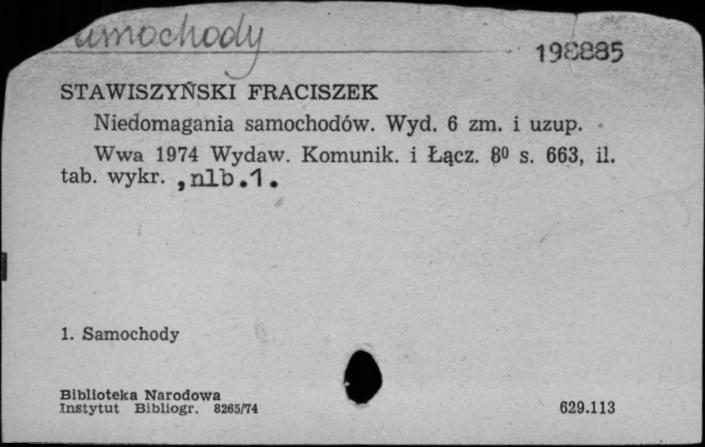 amochody
198885
STAWISZYŃSKI FRACISZEK
Niedomagania samochodów. Wyd. 6 zm. i uzup.
Wwa 1974 Wydaw. Komunik. i Łącz. 8⁰ s. 663, il.
tab. wykr. ,nlb.1.
1. Samochody
Biblioteka Narodowa
Instytut Bibliogr. 8265/74
629.113